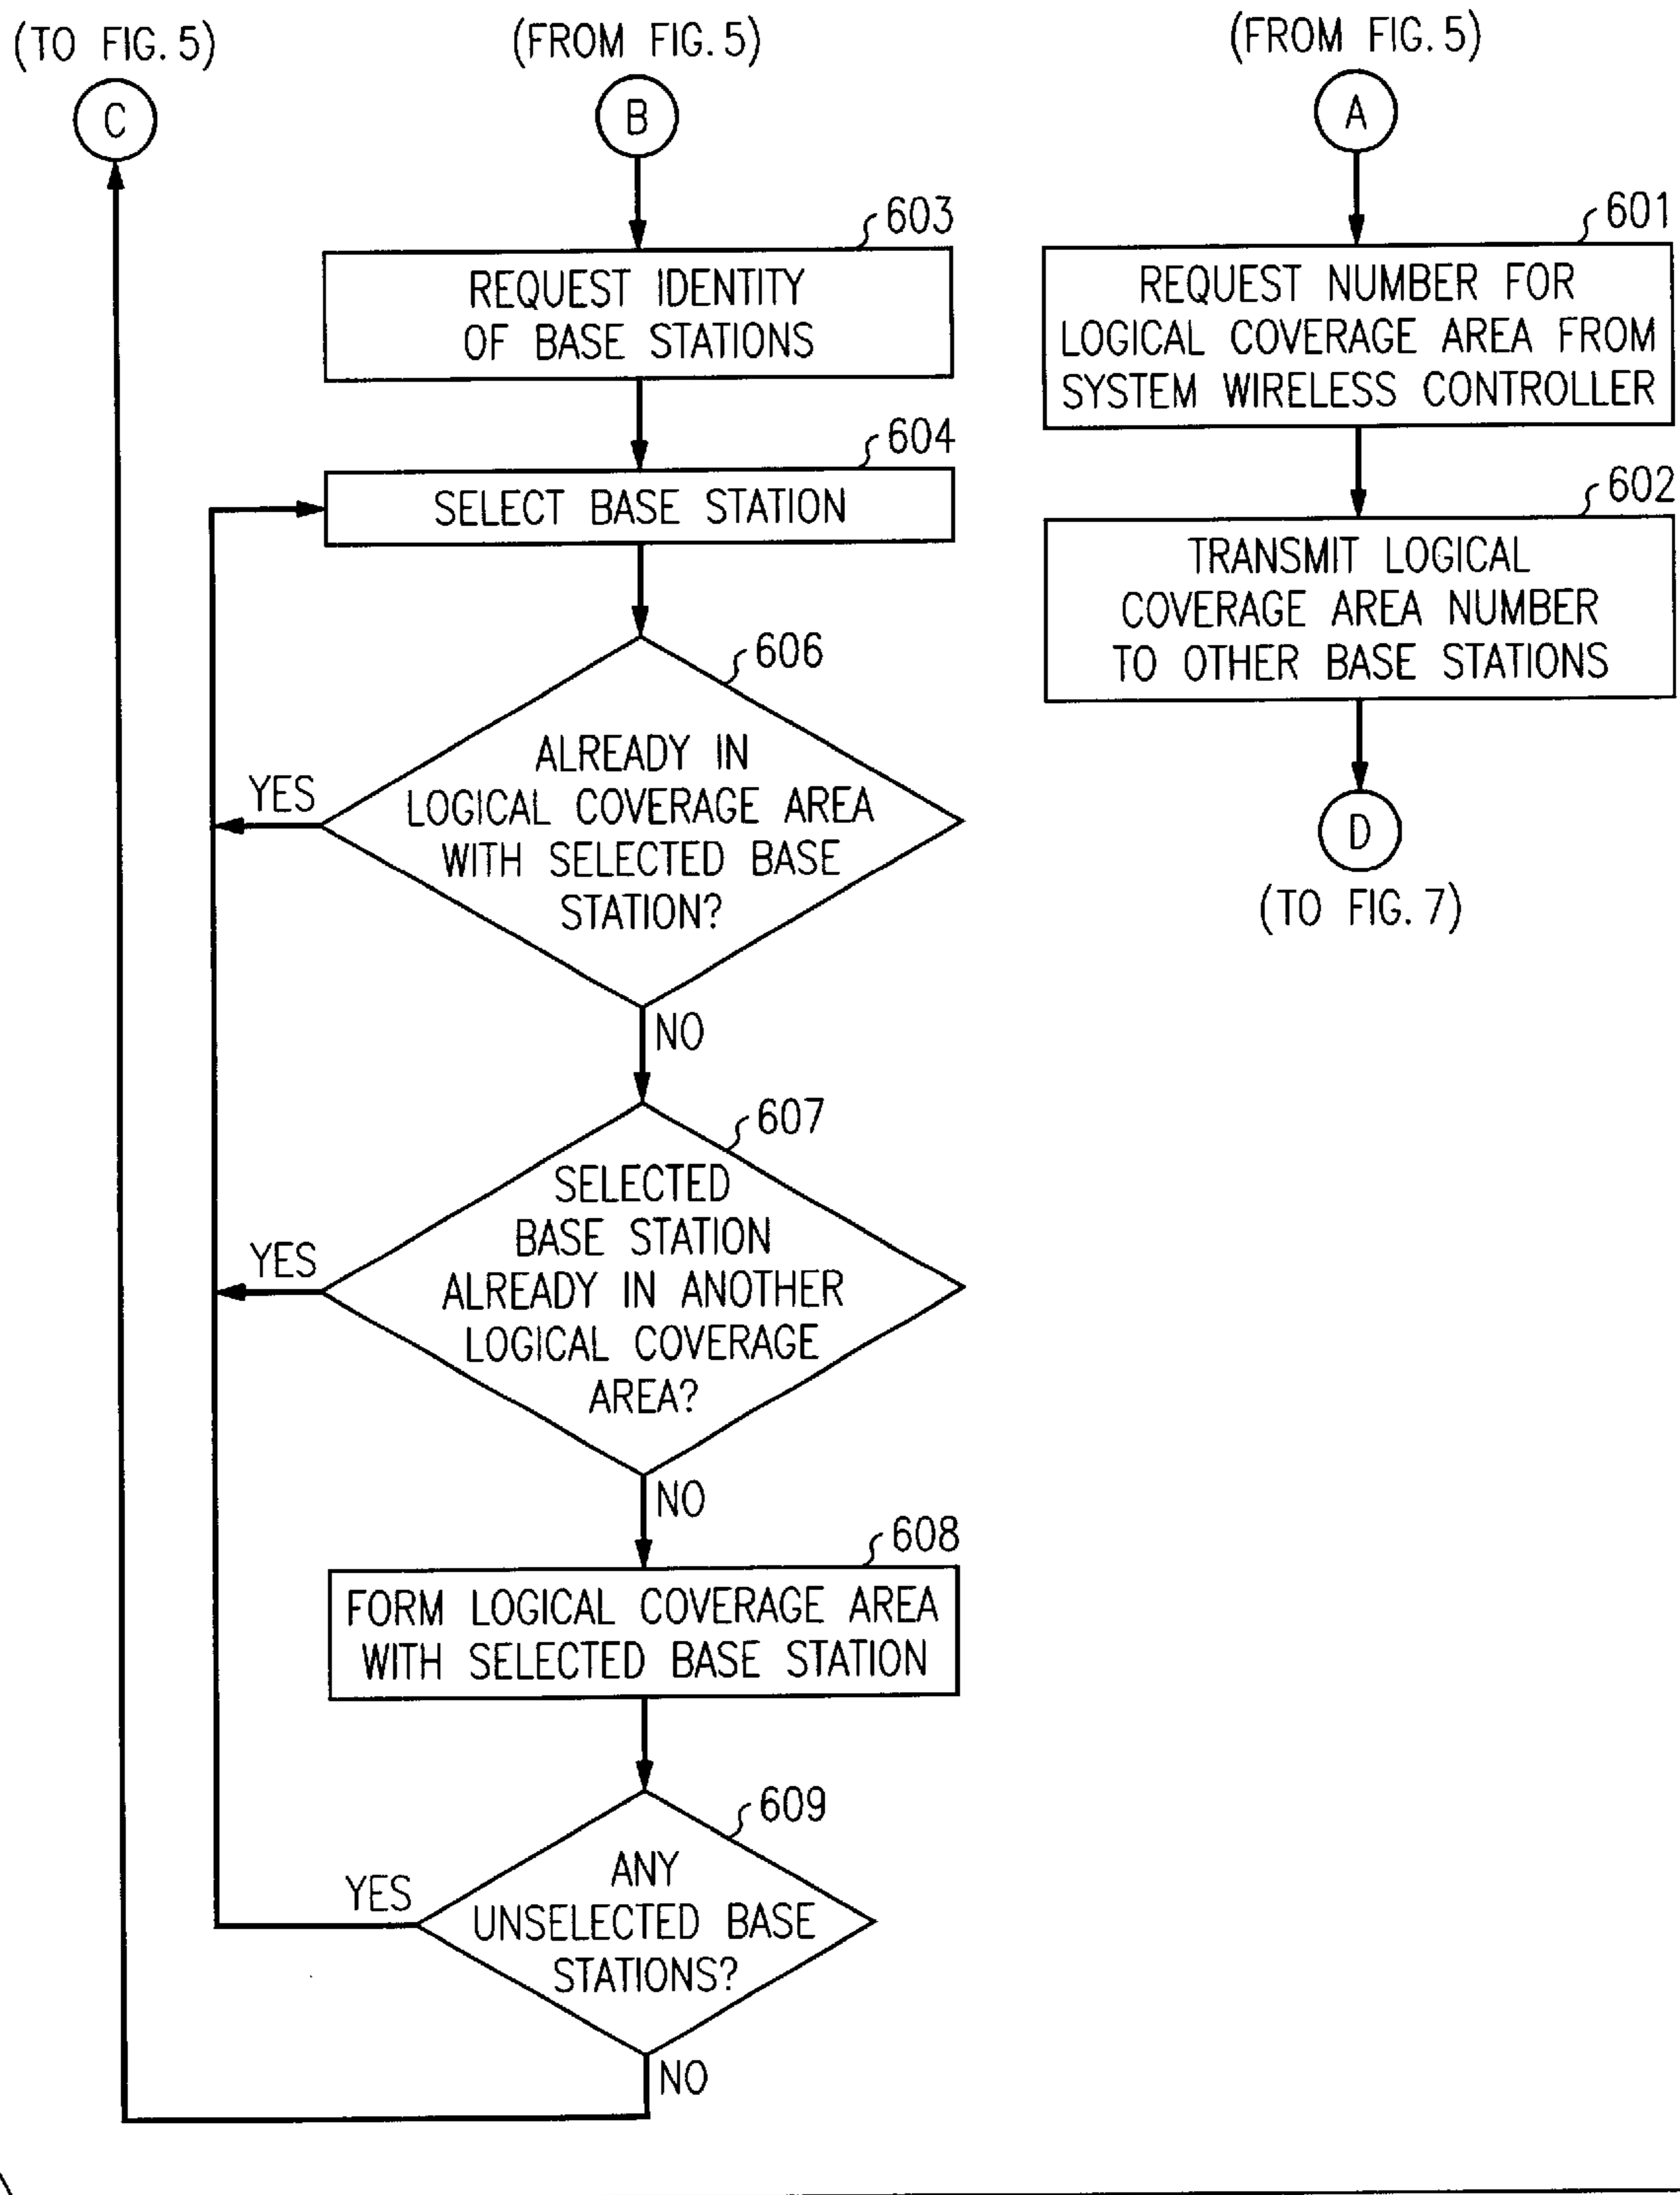 (TO FIG. 5)
C
(FROM FIG. 5)
B
603
REQUEST IDENTITY
OF BASE STATIONS
604
SELECT BASE STATION
606
ALREADY IN
LOGICAL COVERAGE AREA
WITH SELECTED BASE
STATION?
YES
NO
607
SELECTED
BASE STATION
ALREADY IN ANOTHER
LOGICAL COVERAGE
AREA?
YES
NO
608
FORM LOGICAL COVERAGE AREA
WITH SELECTED BASE STATION
609
ANY
UNSELECTED BASE
STATIONS?
YES
NO
(FROM FIG. 5)
A
601
REQUEST NUMBER FOR
LOGICAL COVERAGE AREA FROM
SYSTEM WIRELESS CONTROLLER
602
TRANSMIT LOGICAL
COVERAGE AREA NUMBER
TO OTHER BASE STATIONS
D
(TO FIG. 7)